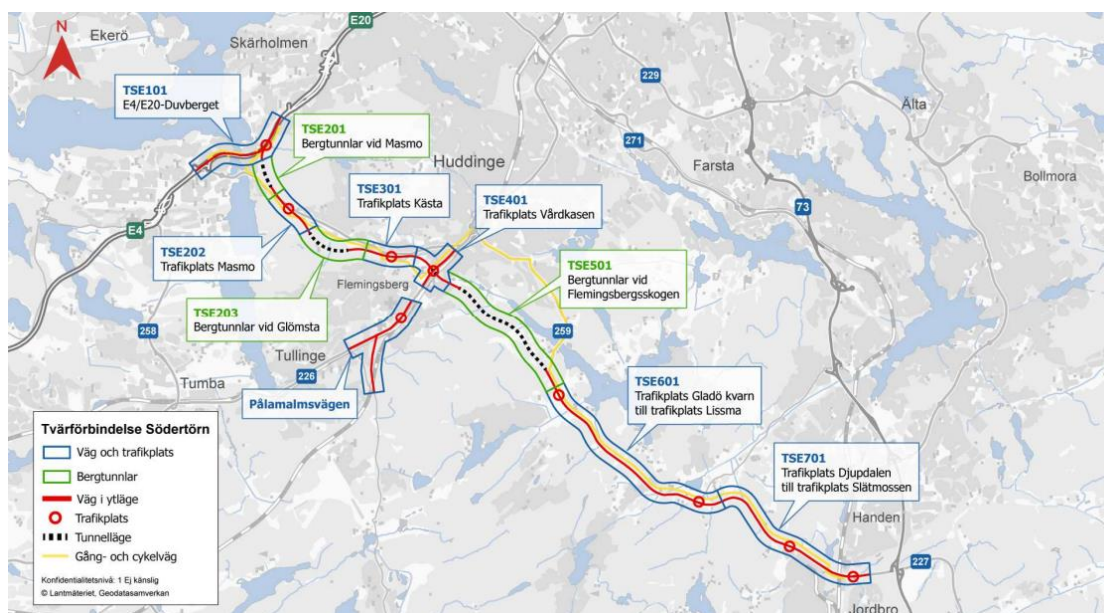 N
Ekerö
Skärholmen
E20
TSE101
E4/E20-Duvberget
229
Älta
TSE201
Bergtunnlar vid Masmo
271
Huddinge
Farsta
Bollmora
TSE301
Trafikplats Kästa
TSE401
Trafikplats Vårdkasen
73
E4
TSE202
Trafikplats Masmo
TSE501
Bergtunnlar vid
Flemingsbergsskogen
Flemingsberg
TSE203
Bergtunnlar vid Glömsta
258
259
Tullinge
226
Tumba
TSE601
Trafikplats Gladö kvarn
till trafikplats Lissma
Pålamalmsvägen
TSE701
Trafikplats Djupdalen
till trafikplats Slätmossen
Handen
227
Jordbro
Tvärförbindelse Södertörn
Väg och trafikplats
Bergtunnlar
Väg i ytläge
Trafikplats
Tunnelläge
Gång- och cykelväg
Konfidentialitetsnivå: 1 Ej känslig
© Lantmäteriet, Geodatasamverkan